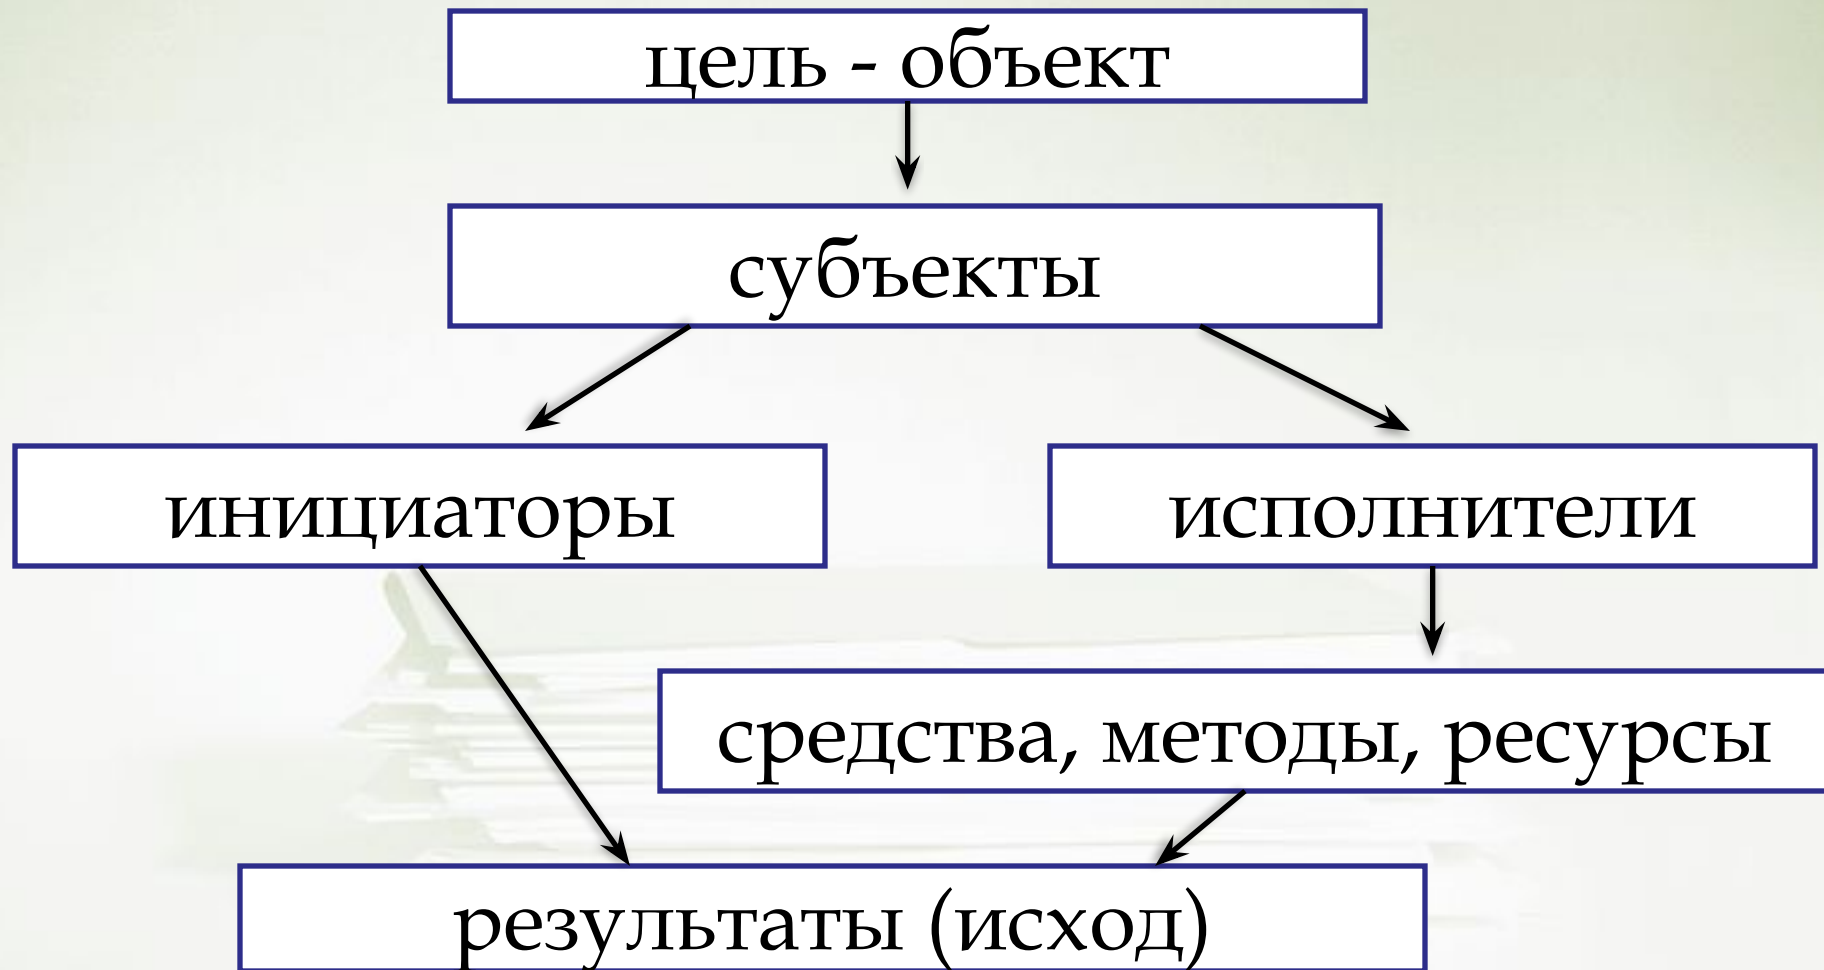 цель - объект
субъекты
инициаторы
исполнители
средства, методы, ресурсы
результаты (исход)